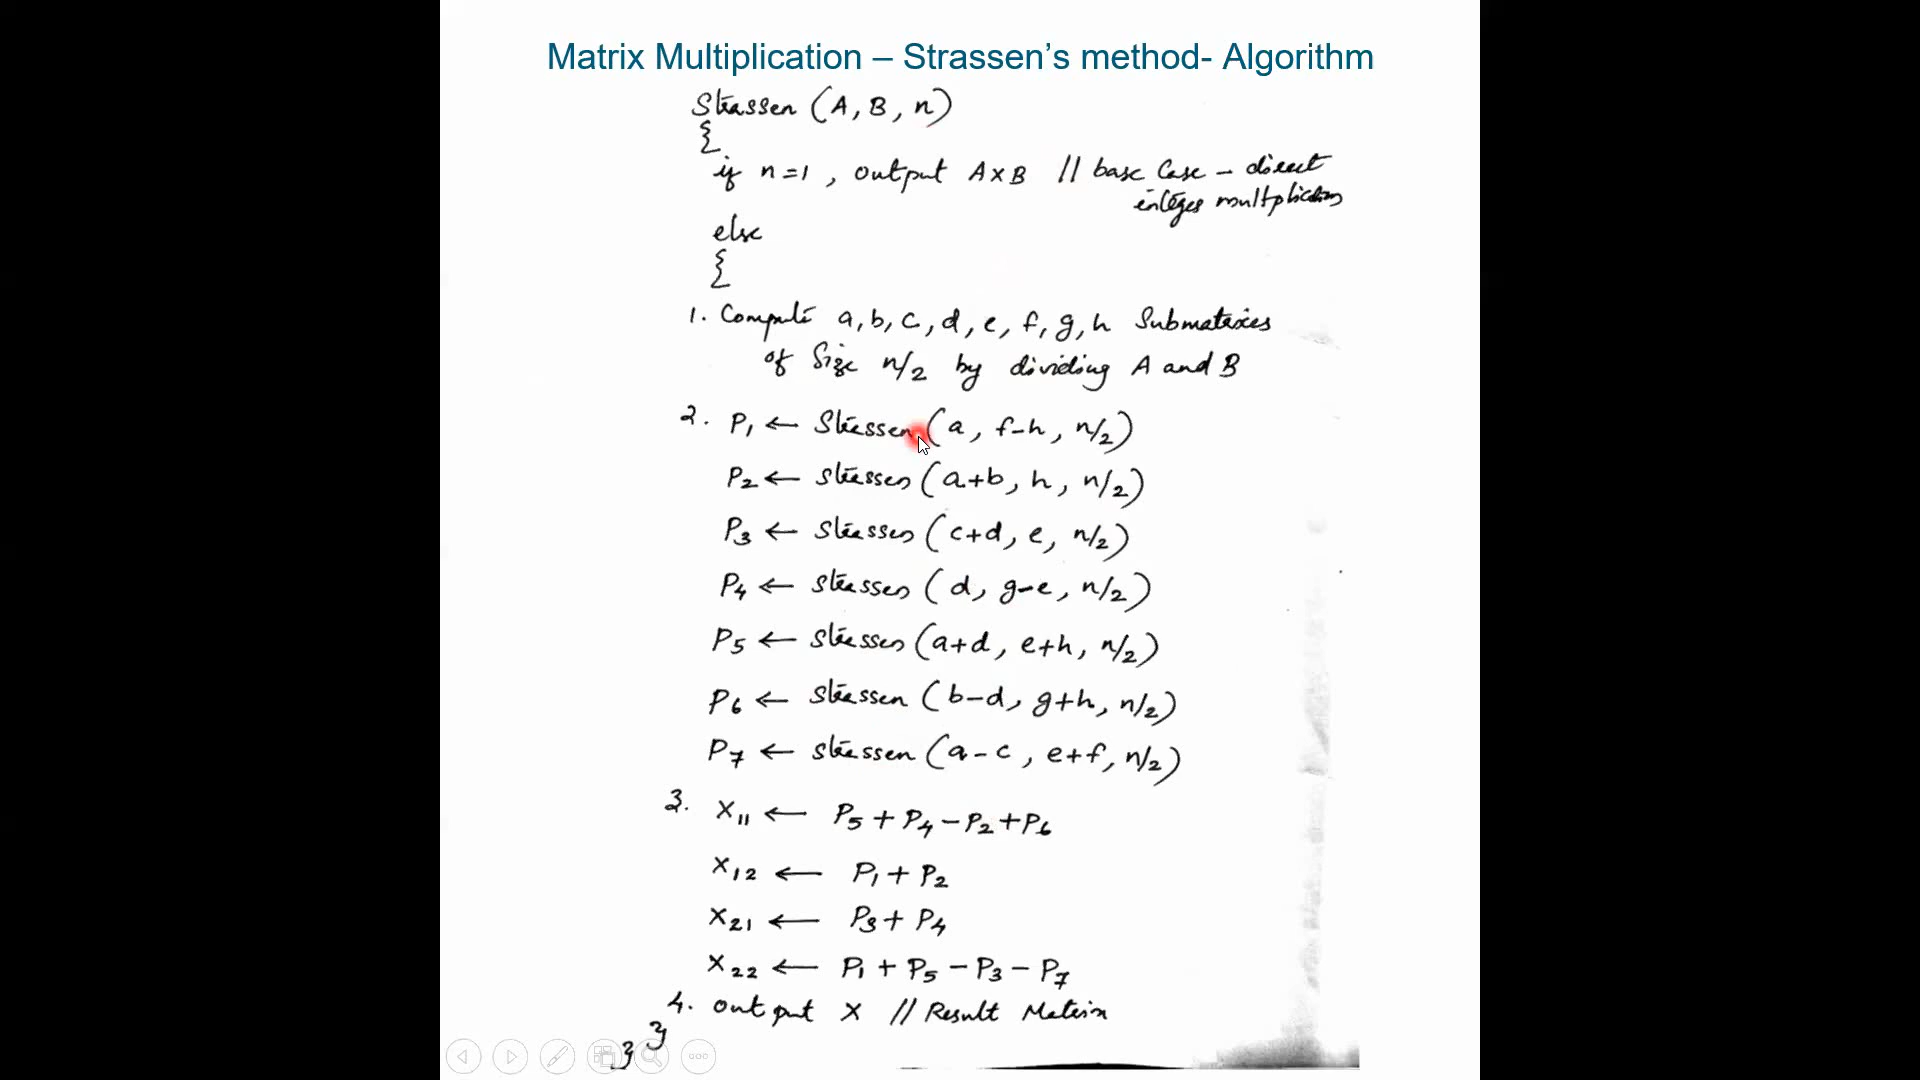 Matrix Multiplication – Strassen's method- Algorithm
Strassen (A, B, n)
{
if n=1, output A×B // base case – direct
integer multplication
else
{
1. Compute a, b, c, d, e, f, g, h Submatrixes
of Size n/2 by dividing A and B
2. P1 ← Strassen (a, f-h, n/2)
P2 ← Strassen (a+b, h, n/2)
P3 ← Strassen (c+d, e, n/2)
P4 ← Strassen (d, g-e, n/2)
P5 ← Strassen (a+d, e+h, n/2)
P6 ← Strassen (b-d, g+h, n/2)
P7 ← Strassen (a-c, e+f, n/2)
3. X11 ← P5 + P4 - P2 + P6
X12 ← P1 + P2
X21 ← P3 + P4
X22 ← P1 + P5 - P3 - P7
4. output X // Result Matrix
}
}